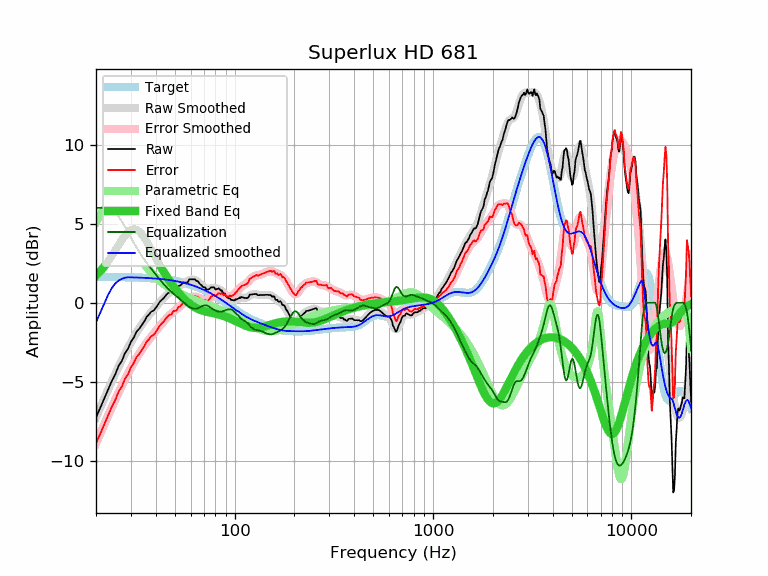 Superlux HD 681
Target
Raw Smoothed
Error Smoothed
Raw
Error
Parametric Eq
Fixed Band Eq
Equalization
Equalized smoothed
10
5
0
−5
−10
Amplitude (dBr)
100 1000 10000
Frequency (Hz)